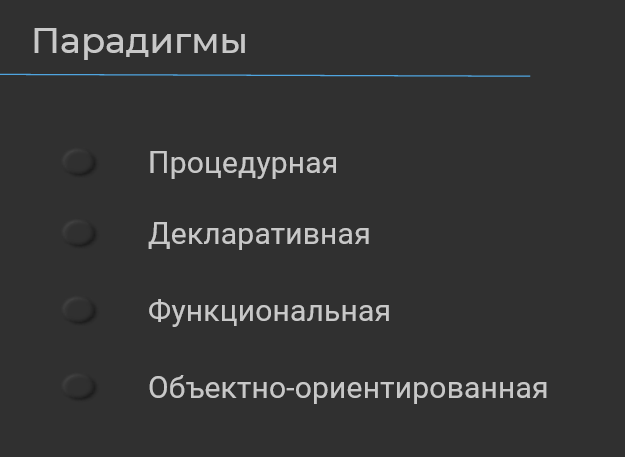 Парадигмы
Процедурная
Декларативная
Функциональная
Объектно-ориентированная